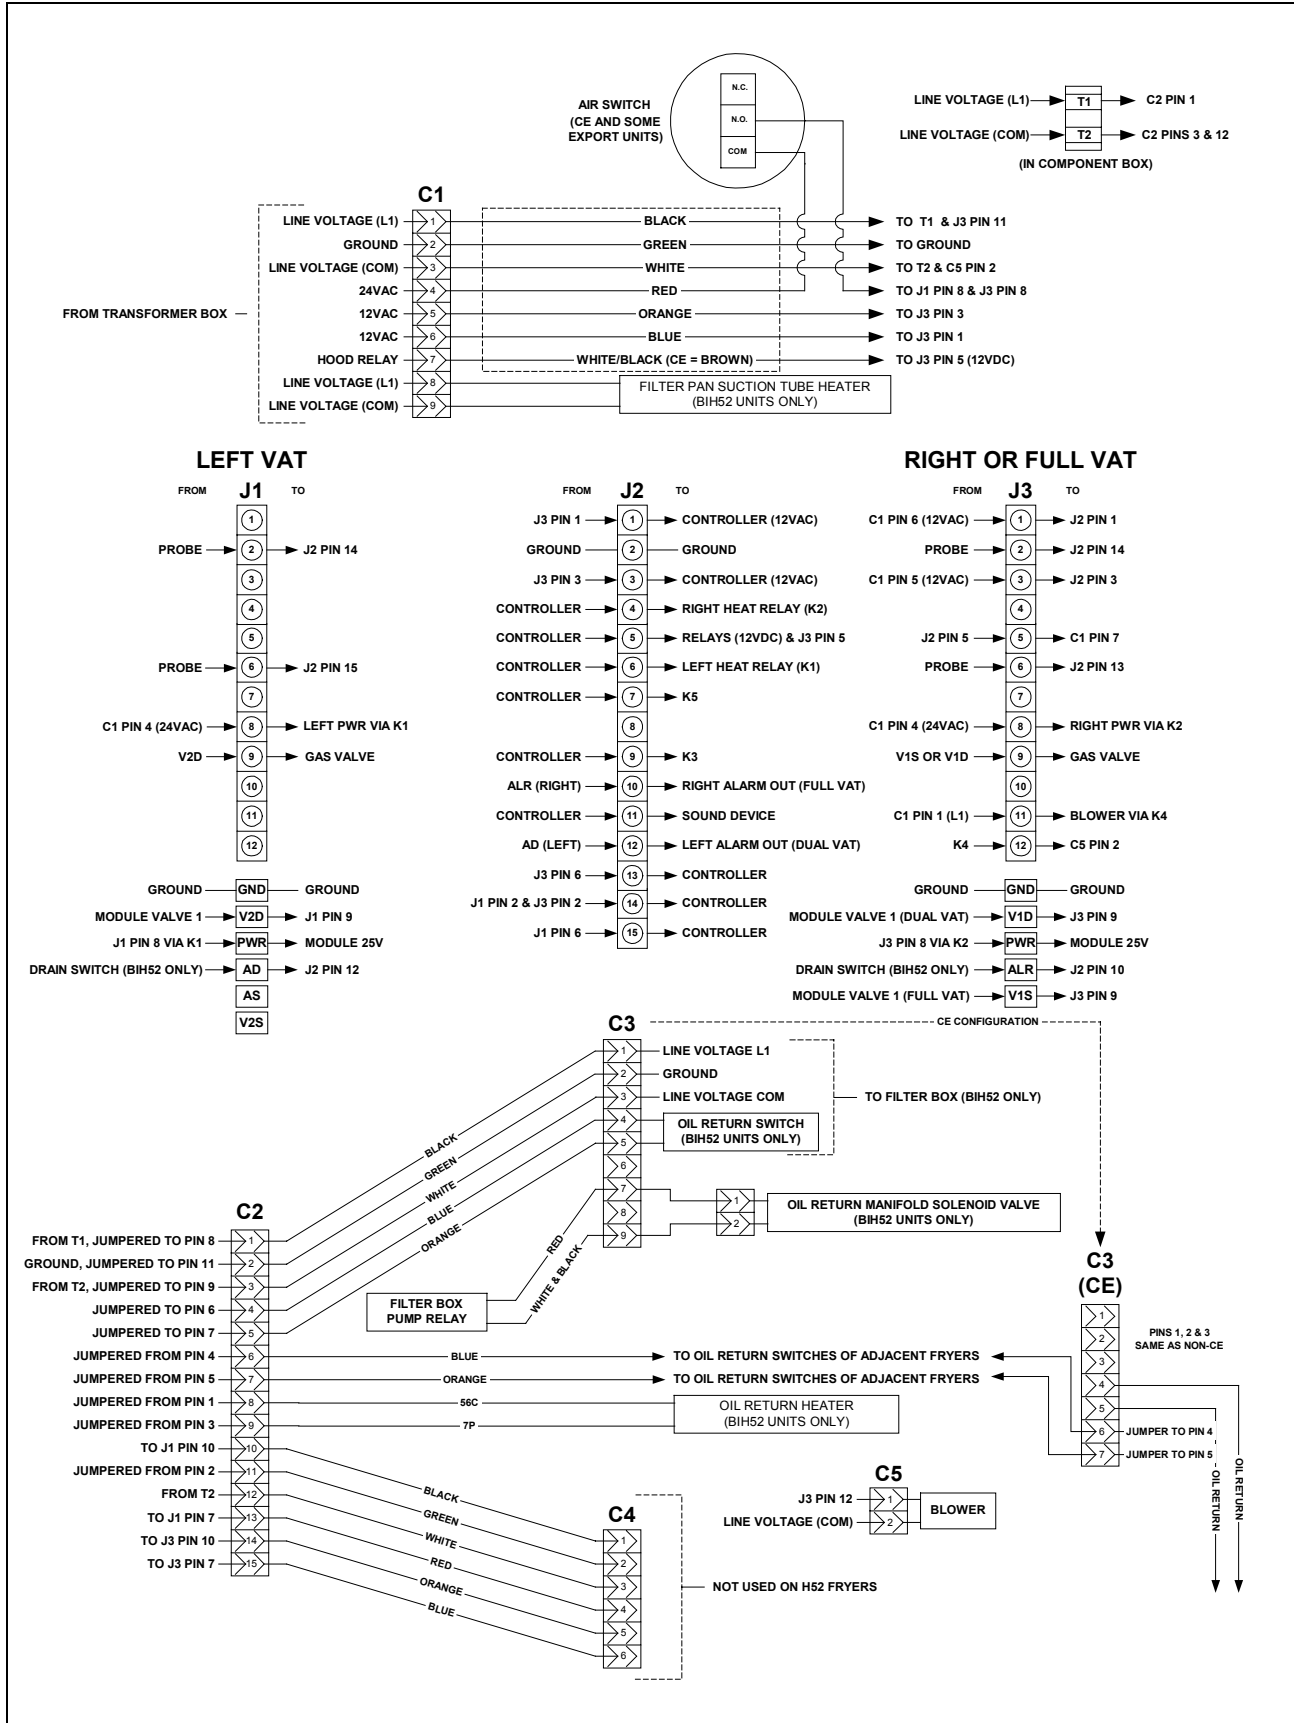 N.C.
N.O.
COM
AIR SWITCH
(CE AND SOME
EXPORT UNITS)
LINE VOLTAGE (L1) T1 C2 PIN 1
LINE VOLTAGE (COM) T2 C2 PINS 3 & 12
(IN COMPONENT BOX)
C1
FROM TRANSFORMER BOX
LINE VOLTAGE (L1) 1 BLACK TO T1 & J3 PIN 11
GROUND 2 GREEN TO GROUND
LINE VOLTAGE (COM) 3 WHITE TO T2 & C5 PIN 2
24VAC 4 RED TO J1 PIN 8 & J3 PIN 8
12VAC 5 ORANGE TO J3 PIN 3
12VAC 6 BLUE TO J3 PIN 1
HOOD RELAY 7 WHITE/BLACK (CE = BROWN) TO J3 PIN 5 (12VDC)
LINE VOLTAGE (L1) 8
LINE VOLTAGE (COM) 9
FILTER PAN SUCTION TUBE HEATER
(BIH52 UNITS ONLY)
LEFT VAT
FROM J1 TO
1
PROBE 2 J2 PIN 14
3
4
5
PROBE 6 J2 PIN 15
7
C1 PIN 4 (24VAC) 8 LEFT PWR VIA K1
V2D 9 GAS VALVE
10
11
12
GROUND GND GROUND
MODULE VALVE 1 V2D J1 PIN 9
J1 PIN 8 VIA K1 PWR MODULE 25V
DRAIN SWITCH (BIH52 ONLY) AD J2 PIN 12
AS
V2S
FROM J2 TO
J3 PIN 1 1 CONTROLLER (12VAC)
GROUND 2 GROUND
J3 PIN 3 3 CONTROLLER (12VAC)
CONTROLLER 4 RIGHT HEAT RELAY (K2)
CONTROLLER 5 RELAYS (12VDC) & J3 PIN 5
CONTROLLER 6 LEFT HEAT RELAY (K1)
CONTROLLER 7 K5
8
CONTROLLER 9 K3
ALR (RIGHT) 10 RIGHT ALARM OUT (FULL VAT)
CONTROLLER 11 SOUND DEVICE
AD (LEFT) 12 LEFT ALARM OUT (DUAL VAT)
J3 PIN 6 13 CONTROLLER
J1 PIN 2 & J3 PIN 2 14 CONTROLLER
J1 PIN 6 15 CONTROLLER
RIGHT OR FULL VAT
FROM J3 TO
C1 PIN 6 (12VAC) 1 J2 PIN 1
PROBE 2 J2 PIN 14
C1 PIN 5 (12VAC) 3 J2 PIN 3
4
J2 PIN 5 5 C1 PIN 7
PROBE 6 J2 PIN 13
7
C1 PIN 4 (24VAC) 8 RIGHT PWR VIA K2
V1S OR V1D 9 GAS VALVE
10
C1 PIN 1 (L1) 11 BLOWER VIA K4
K4 12 C5 PIN 2
GROUND GND GROUND
MODULE VALVE 1 (DUAL VAT) V1D J3 PIN 9
J3 PIN 8 VIA K2 PWR MODULE 25V
DRAIN SWITCH (BIH52 ONLY) ALR J2 PIN 10
MODULE VALVE 1 (FULL VAT) V1S J3 PIN 9
C3
CE CONFIGURATION
1 LINE VOLTAGE L1
2 GROUND
3 LINE VOLTAGE COM
4
5
OIL RETURN SWITCH
(BIH52 UNITS ONLY)
TO FILTER BOX (BIH52 ONLY)
6
7
8
9
1
2
OIL RETURN MANIFOLD SOLENOID VALVE
(BIH52 UNITS ONLY)
BLACK
GREEN
WHITE
BLUE
ORANGE
RED
WHITE & BLACK
FILTER BOX
PUMP RELAY
C2
FROM T1, JUMPERED TO PIN 8 1
GROUND, JUMPERED TO PIN 11 2
FROM T2, JUMPERED TO PIN 9 3
JUMPERED TO PIN 6 4
JUMPERED TO PIN 7 5
JUMPERED FROM PIN 4 6 BLUE TO OIL RETURN SWITCHES OF ADJACENT FRYERS
JUMPERED FROM PIN 5 7 ORANGE TO OIL RETURN SWITCHES OF ADJACENT FRYERS
JUMPERED FROM PIN 1 8 56C
JUMPERED FROM PIN 3 9 7P
OIL RETURN HEATER
(BIH52 UNITS ONLY)
TO J1 PIN 10 10
JUMPERED FROM PIN 2 11
FROM T2 12
TO J1 PIN 7 13
TO J3 PIN 10 14
TO J3 PIN 7 15
BLACK
GREEN
WHITE
RED
ORANGE
BLUE
C4
1
2
3
4
5
6
NOT USED ON H52 FRYERS
C5
J3 PIN 12 1
LINE VOLTAGE (COM) 2
BLOWER
C3
(CE)
1
2
3
PINS 1, 2 & 3
SAME AS NON-CE
4
5
6 JUMPER TO PIN 4
7 JUMPER TO PIN 5
OIL RETURN
OIL RETURN